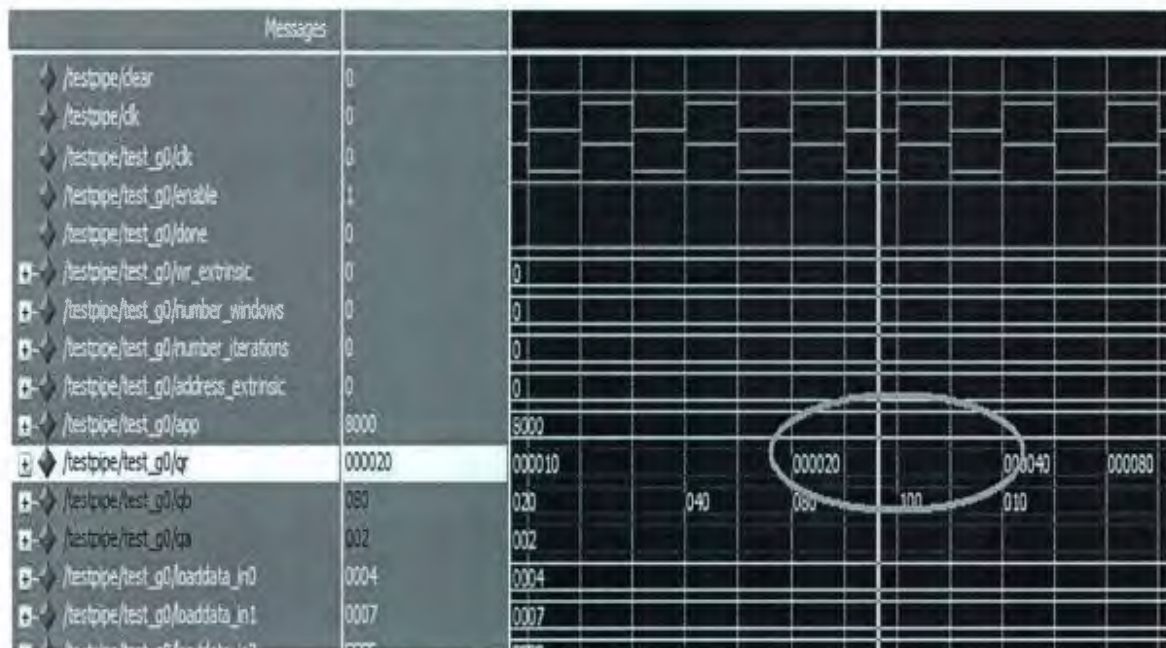 Messages
/testpipe/clear 0
/testpipe/clk 0
/testpipe/test_g0/clk 0
/testpipe/test_g0/enable 1
/testpipe/test_g0/done 0
/testpipe/test_g0/wr_extrinsic 0 0
/testpipe/test_g0/number_windows 0 0
/testpipe/test_g0/number_iterations 0 0
/testpipe/test_g0/address_extrinsic 0 0
/testpipe/test_g0/app 8000 8000
/testpipe/test_g0/qr 000020 000010 000020 000040 000080
/testpipe/test_g0/qb 080 020 040 080 100 010
/testpipe/test_g0/qa 002 002
/testpipe/test_g0/loaddata_in0 0004 0004
/testpipe/test_g0/loaddata_in1 0007 0007